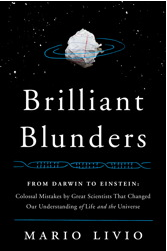 Brilliant
Blunders
FROM DARWIN TO EINSTEIN:
Colossal Mistakes by Great Scientists That Changed
Our Understanding of Life and the Universe
MARIO LIVIO